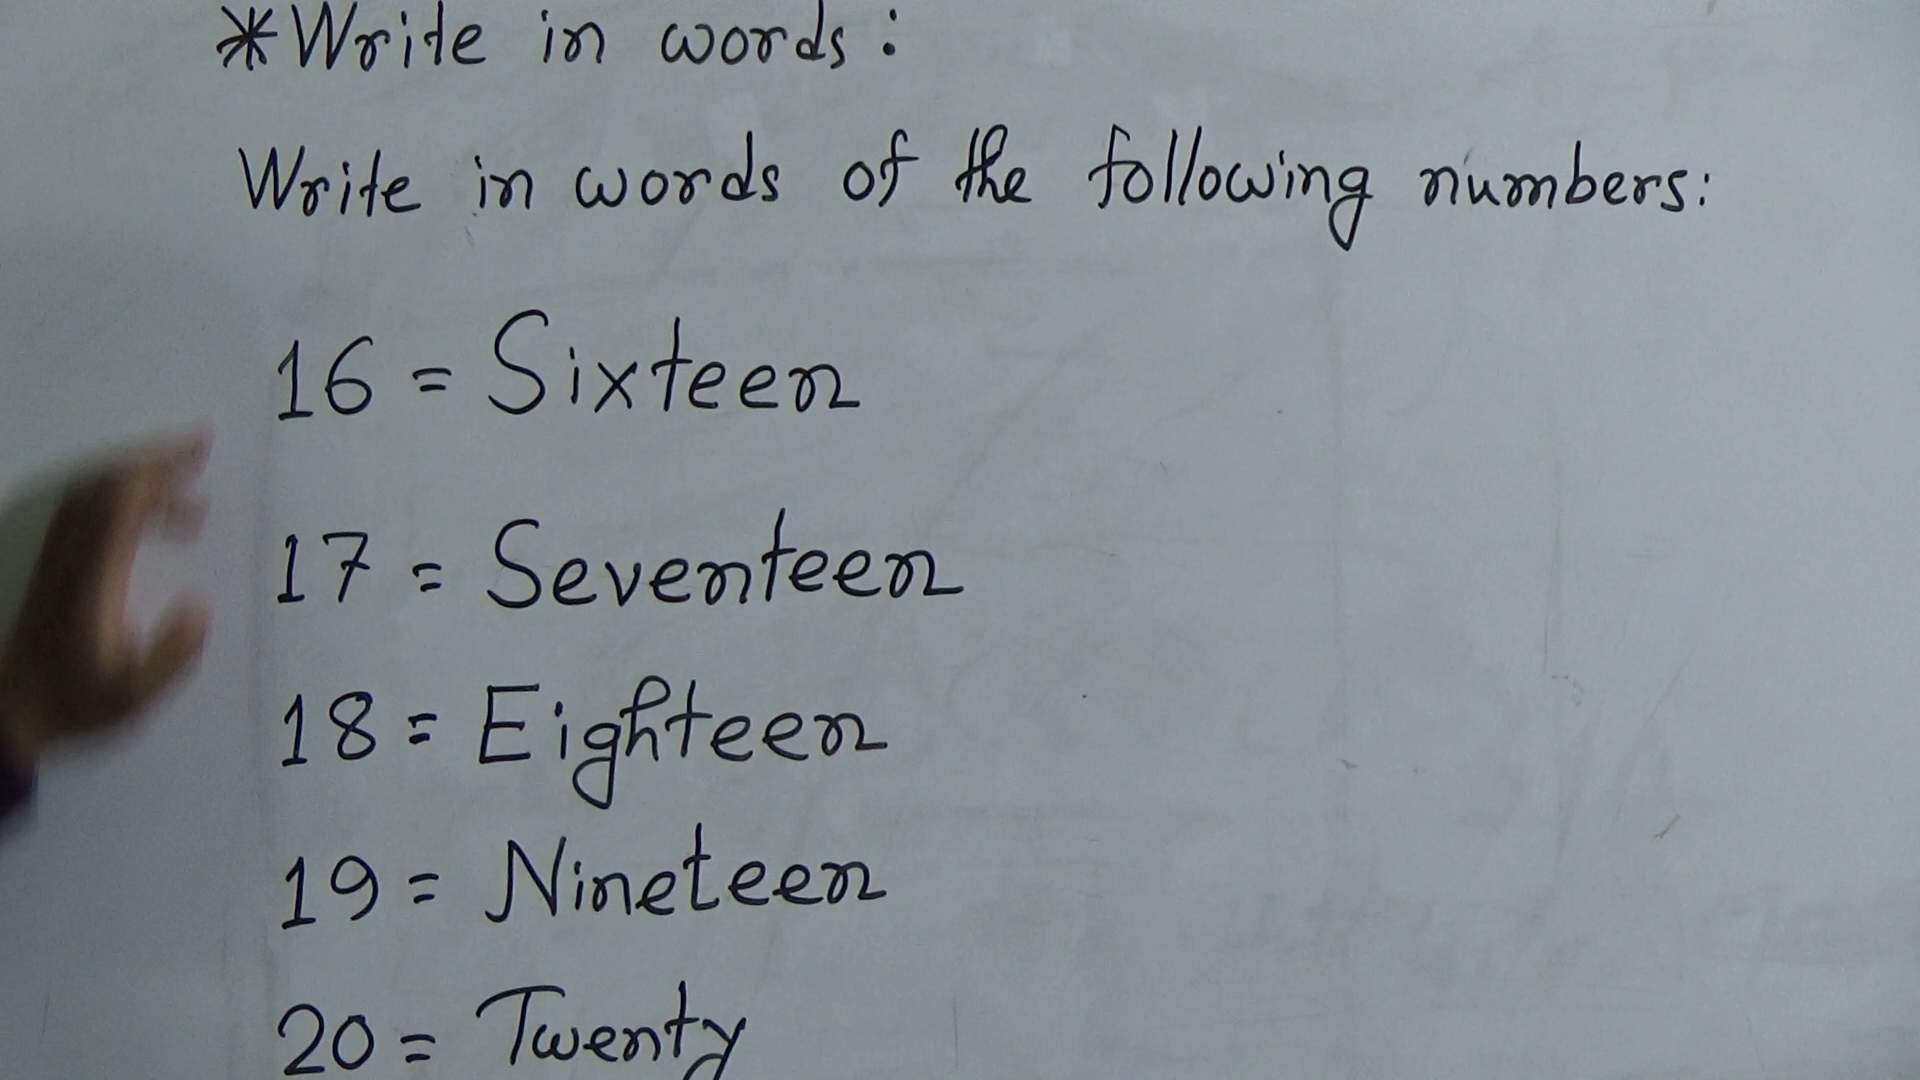 *Write in words:
Write in words of the following numbers:
16 = Sixteen
17 = Seventeen
18 = Eighteen
19 = Nineteen
20 = Twenty